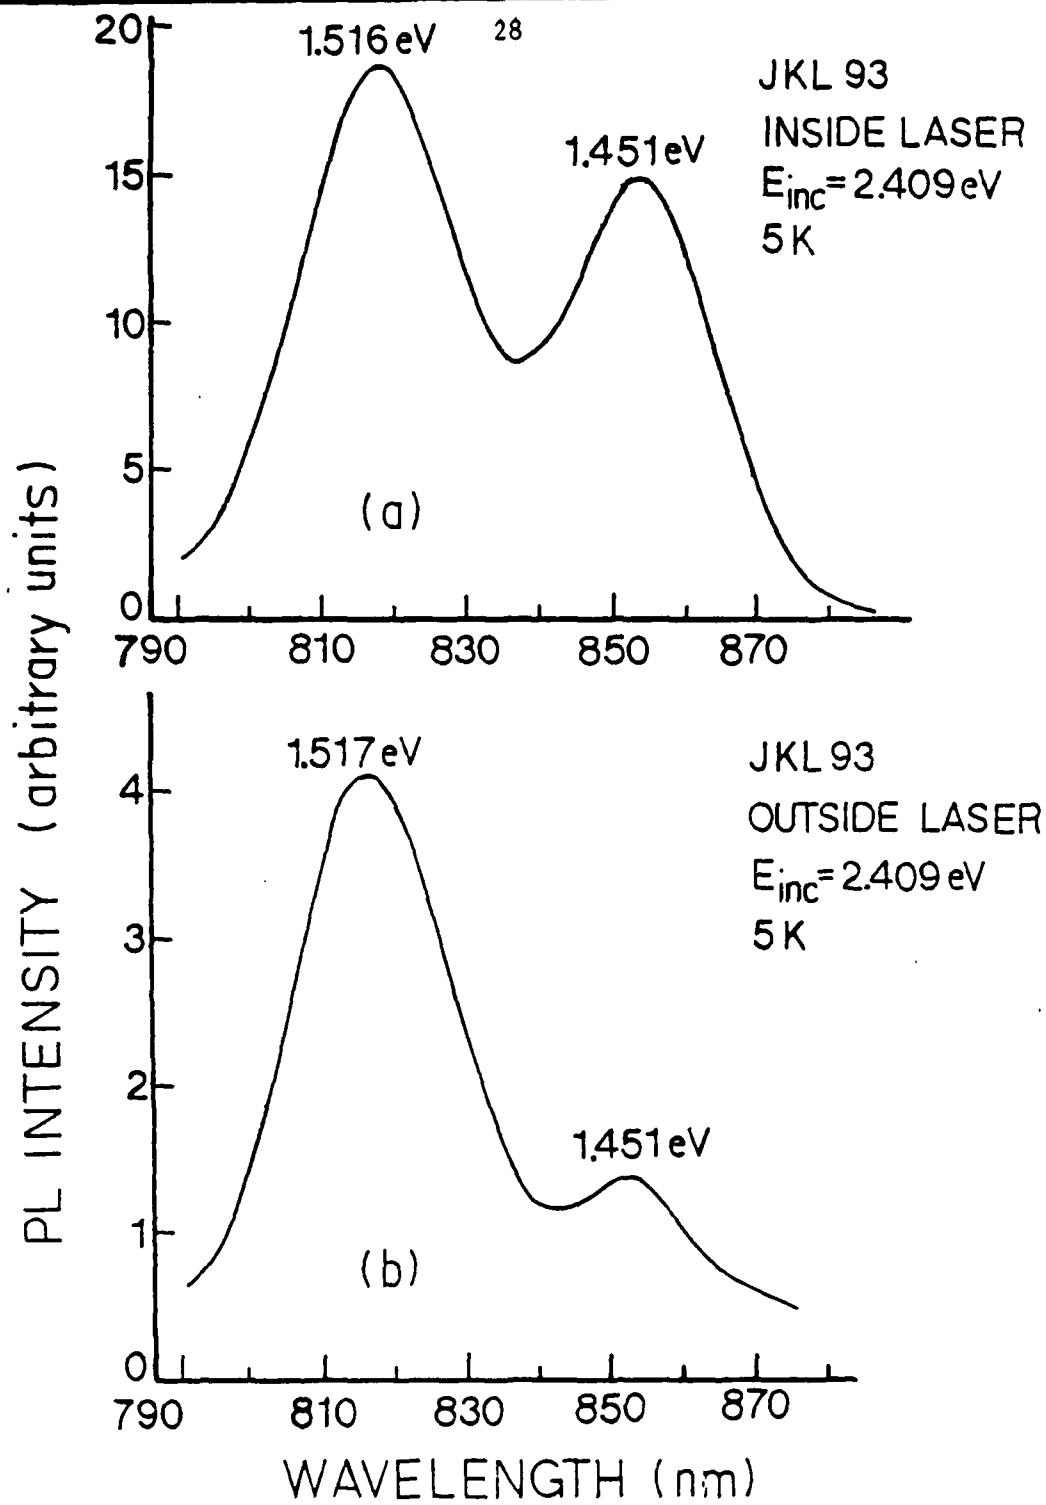 28
20
15
10
5
0
1.516 eV
1.451 eV
JKL 93
INSIDE LASER
Einc= 2.409 eV
5 K
(a)
790 810 830 850 870
PL INTENSITY (arbitrary units)
4
3
2
1
0
1.517 eV
1.451 eV
JKL 93
OUTSIDE LASER
Einc= 2.409 eV
5 K
(b)
790 810 830 850 870
WAVELENGTH (nm)